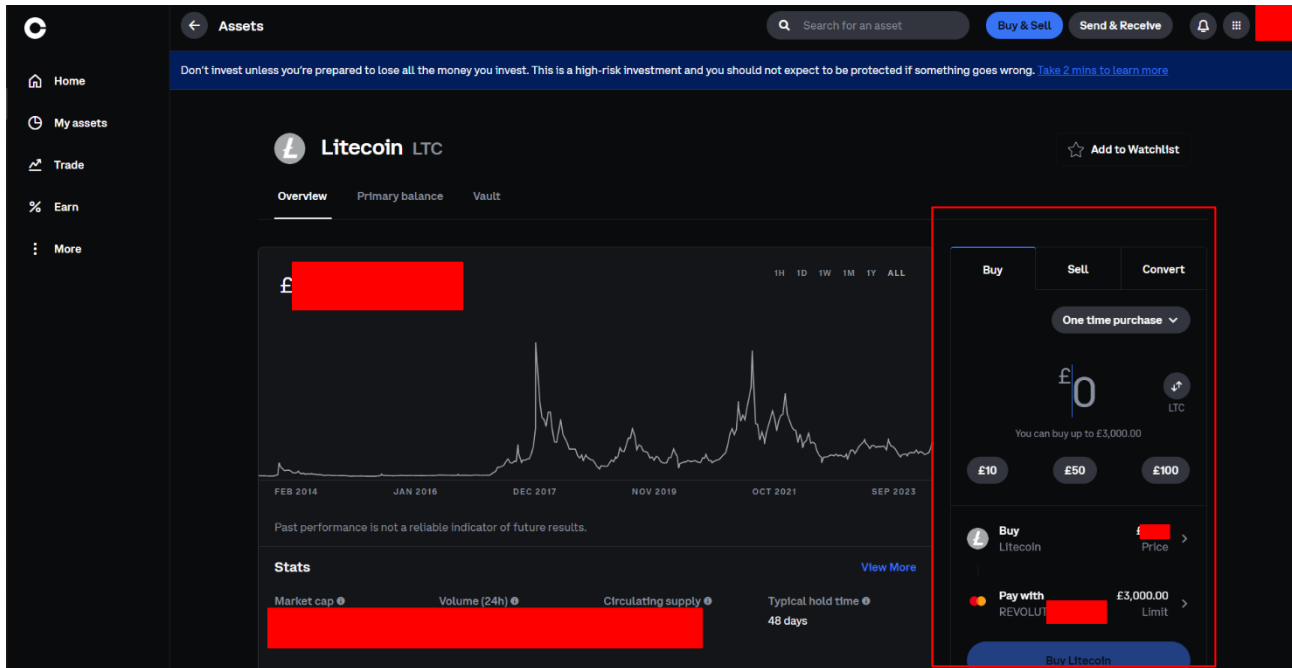 Assets
Search for an asset
Buy & Sell
Send & Receive
Don't invest unless you're prepared to lose all the money you invest. This is a high-risk investment and you should not expect to be protected if something goes wrong. Take 2 mins to learn more
Home
My assets
Trade
Earn
More
Litecoin LTC
Add to Watchlist
Overview Primary balance Vault
£
1H 1D 1W 1M 1Y ALL
FEB 2014 JAN 2016 DEC 2017 NOV 2019 OCT 2021 SEP 2023
Past performance is not a reliable indicator of future results.
Stats View More
Market cap Volume (24h) Circulating supply Typical hold time
48 days
Buy Sell Convert
One time purchase
£0
LTC
You can buy up to £3,000.00
£10 £50 £100
Buy £
Litecoin Price
Pay with £3,000.00
REVOLUT Limit
Buy Litecoin